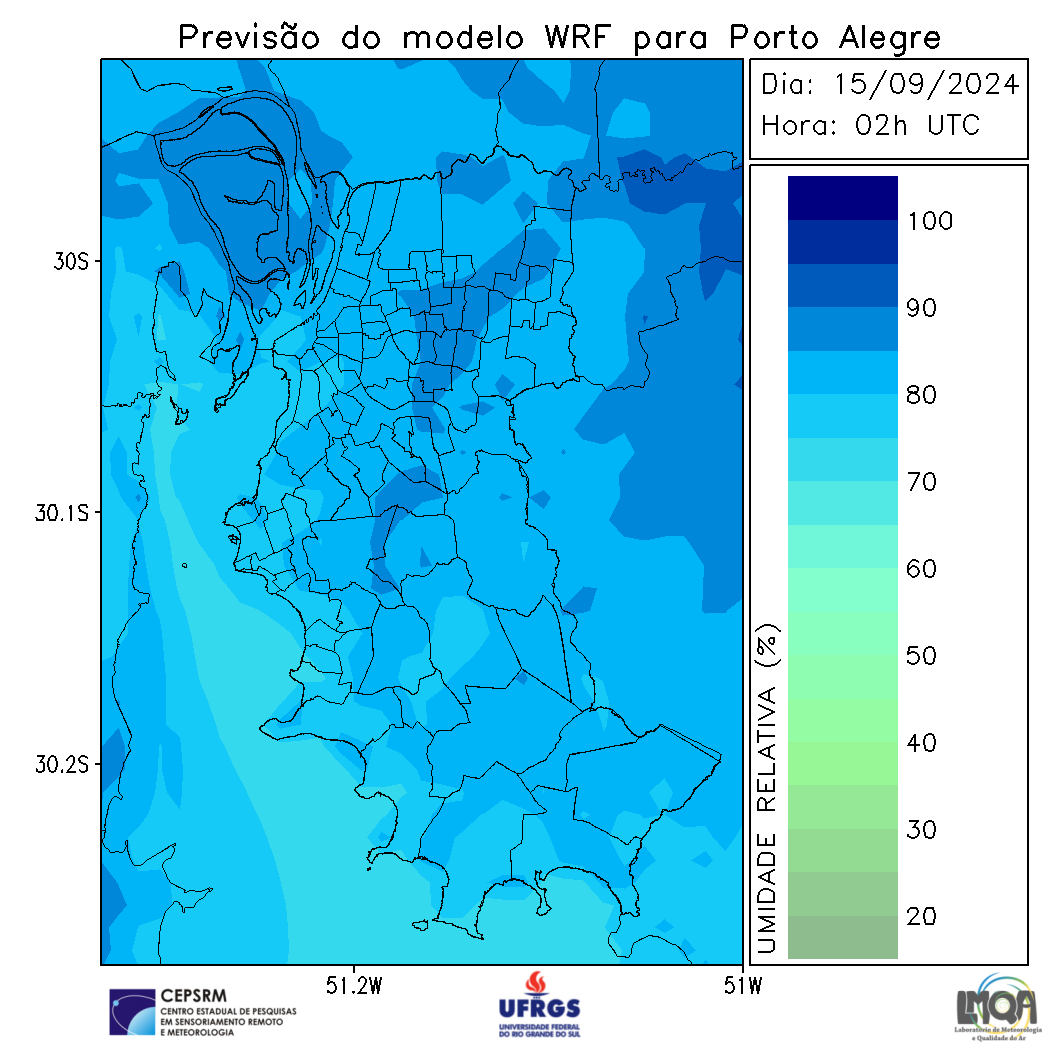 Previsão do modelo WRF para Porto Alegre
Dia: 15/09/2024
Hora: 02h UTC
100
90
80
70
60
50
40
30
20
UMIDADE RELATIVA (%)
30S
30.1S
30.2S
51.2W
51W
CEPSRM
CENTRO ESTADUAL DE PESQUISAS
EM SENSORIAMENTO REMOTO
E METEOROLOGIA
UFRGS
UNIVERSIDADE FEDERAL
DO RIO GRANDE DO SUL
LMQA
Laboratório de Meteorologia
e Qualidade do Ar